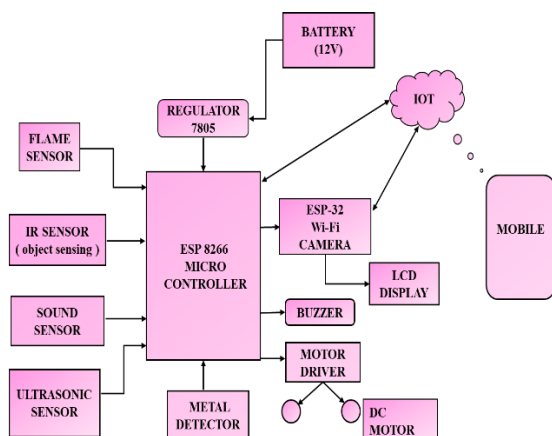 BATTERY
(12V)
REGULATOR
7805
IOT
FLAME
SENSOR
IR SENSOR
( object sensing )
SOUND
SENSOR
ULTRASONIC
SENSOR
ESP 8266
MICRO
CONTROLLER
ESP-32
Wi-Fi
CAMERA
LCD
DISPLAY
BUZZER
MOTOR
DRIVER
METAL
DETECTOR
DC
MOTOR
MOBILE